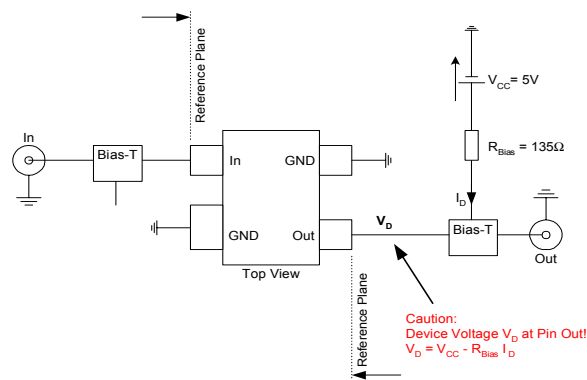 Reference Plane
V_CC = 5V
In
Bias-T
In
GND
R_Bias = 135Ω
I_D
GND
Out
V_D
Bias-T
Out
Top View
Reference Plane
Caution:
Device Voltage V_D at Pin Out!
V_D = V_CC - R_Bias I_D